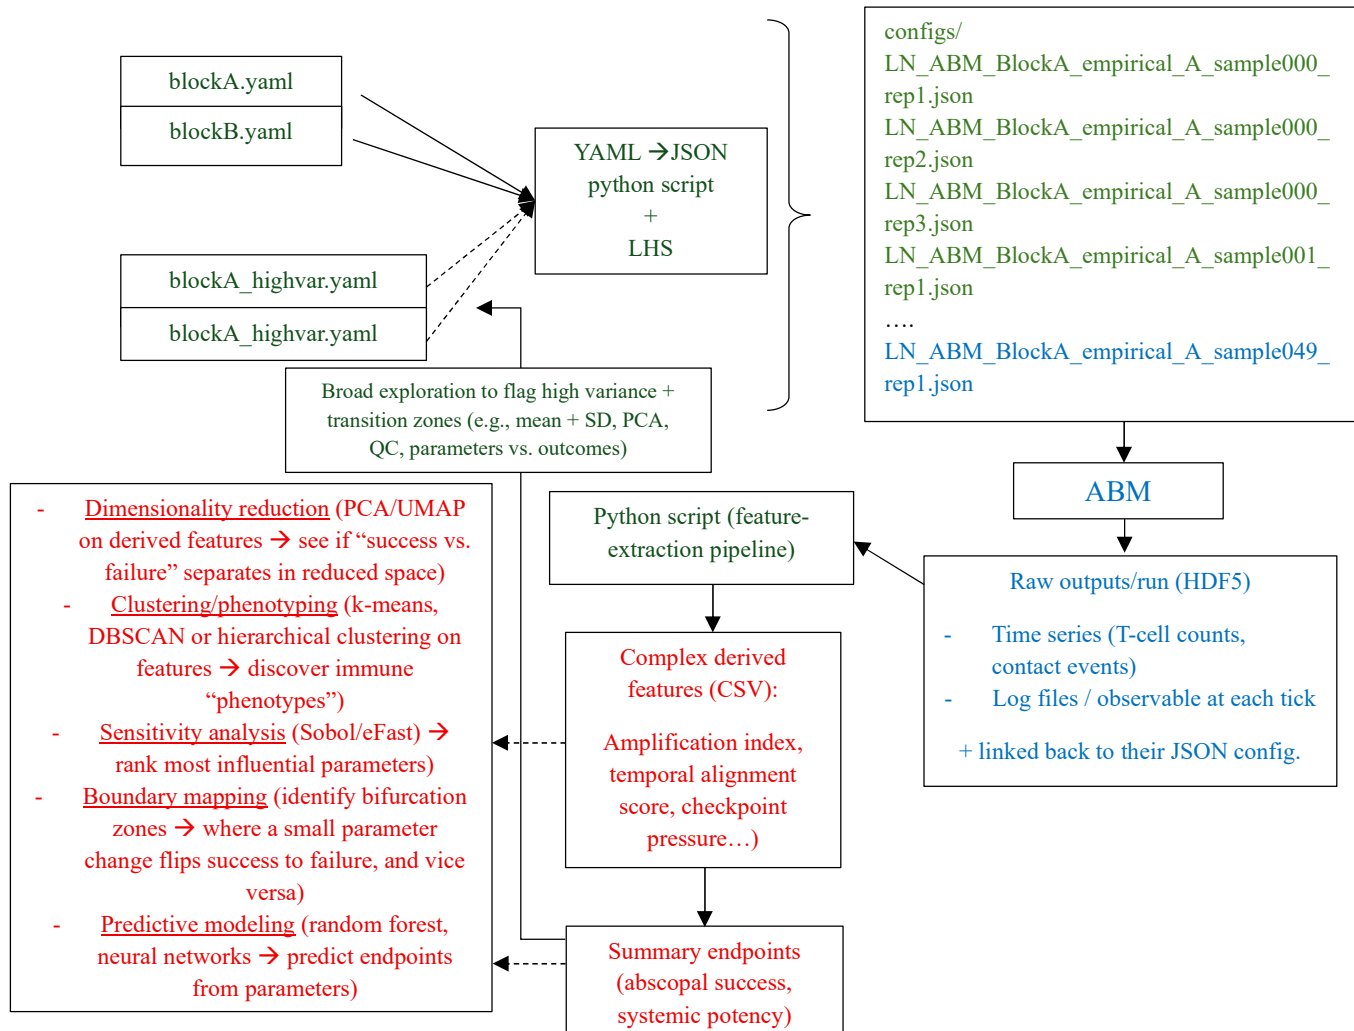 blockA.yaml
blockB.yaml
blockA_highvar.yaml
blockA_highvar.yaml
YAML →JSON
python script
+
LHS
configs/
LN_ABM_BlockA_empirical_A_sample000_
rep1.json
LN_ABM_BlockA_empirical_A_sample000_
rep2.json
LN_ABM_BlockA_empirical_A_sample000_
rep3.json
LN_ABM_BlockA_empirical_A_sample001_
rep1.json
….
LN_ABM_BlockA_empirical_A_sample049_
rep1.json
Broad exploration to flag high variance +
transition zones (e.g., mean + SD, PCA,
QC, parameters vs. outcomes)
ABM
Raw outputs/run (HDF5)
- Time series (T-cell counts,
contact events)
- Log files / observable at each tick
+ linked back to their JSON config.
Python script (feature-
extraction pipeline)
Complex derived
features (CSV):
Amplification index,
temporal alignment
score, checkpoint
pressure…)
Summary endpoints
(abscopal success,
systemic potency)
- Dimensionality reduction (PCA/UMAP
on derived features → see if “success vs.
failure” separates in reduced space)
- Clustering/phenotyping (k-means,
DBSCAN or hierarchical clustering on
features → discover immune
“phenotypes”)
- Sensitivity analysis (Sobol/eFast) →
rank most influential parameters)
- Boundary mapping (identify bifurcation
zones → where a small parameter
change flips success to failure, and vice
versa)
- Predictive modeling (random forest,
neural networks → predict endpoints
from parameters)